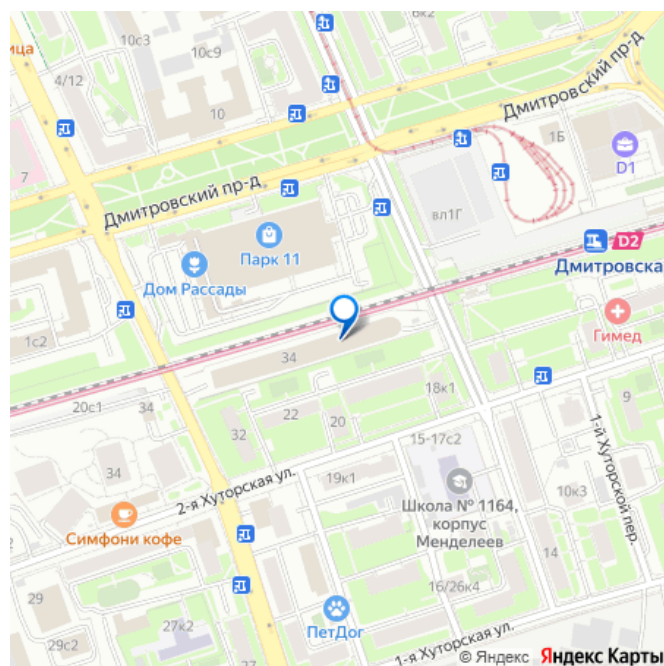 ица
10с3
10с9
6к2
4/12
10
Дмитровский пр-д
1Б
D1
7
вл1Г
Дмитровский пр-д
Парк 11
D2
Дмитровска
Дом Рассады
Гимед
1с2
34
18к1
9
20с1
34
22
20
32
15-17с2
1-й Хуторской пер.
34
19к1
2-я Хуторская ул.
Школа № 1164,
корпус
Менделеев
10к3
Симфони кофе
14
16/26к4
29
27к2
ПетДог
29с2
1-я Хуторская ул.
© Яндекс Яндекс Карты